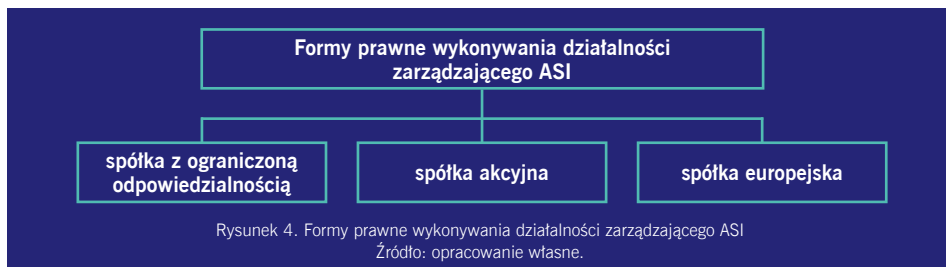 Formy prawne wykonywania działalności
zarządzającego ASI
spółka z ograniczoną
odpowiedzialnością
spółka akcyjna
spółka europejska
Rysunek 4. Formy prawne wykonywania działalności zarządzającego ASI
Źródło: opracowanie własne.